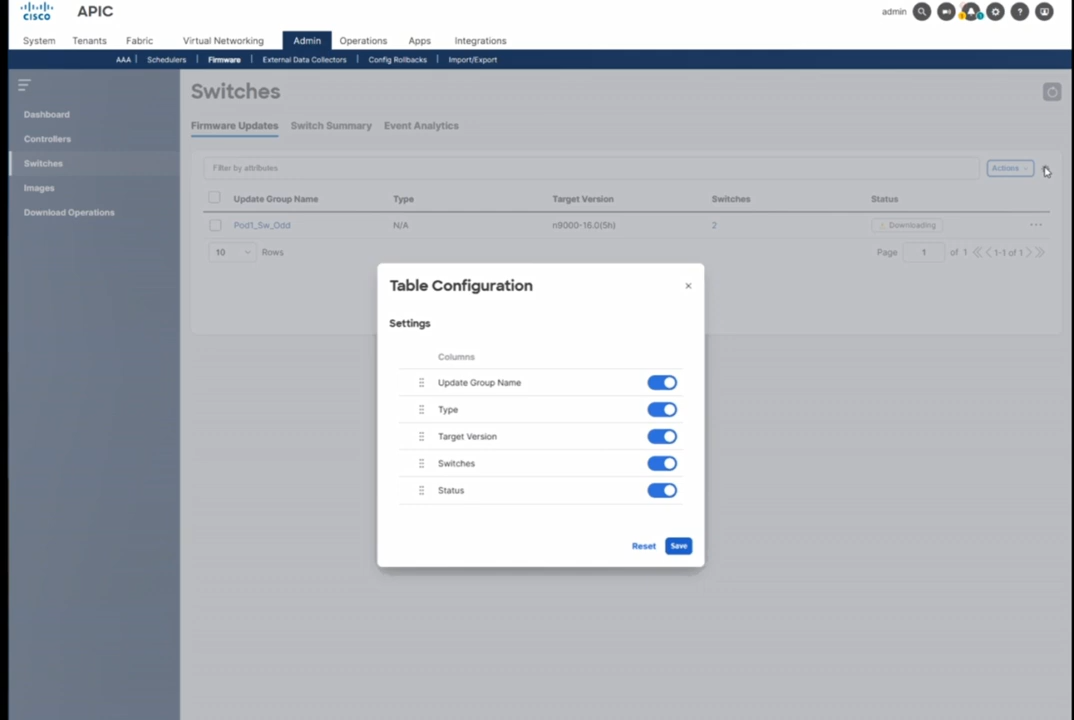 CISCO
APIC
admin
System Tenants Fabric Virtual Networking Admin Operations Apps Integrations
AAA | Schedulers | Firmware | External Data Collectors | Config Rollbacks | Import/Export
Dashboard
Controllers
Switches
Images
Download Operations
Switches
Firmware Updates Switch Summary Event Analytics
Filter by attributes
Actions
Update Group Name Type Target Version Switches Status
Pod1_Sw_Odd N/A n9000-16.0(5h) 2 Downloading
10 Rows Page 1 of 1 1-1 of 1
Table Configuration
Settings
Columns
Update Group Name
Type
Target Version
Switches
Status
Reset Save